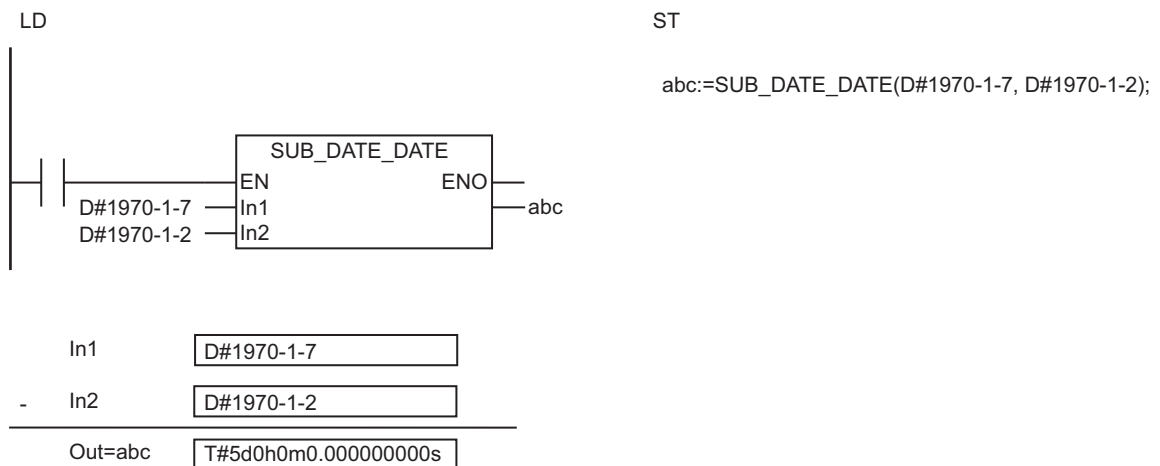 LD
ST
abc:=SUB_DATE_DATE(D#1970-1-7, D#1970-1-2);
SUB_DATE_DATE
EN ENO
D#1970-1-7 In1 abc
D#1970-1-2 In2
In1 D#1970-1-7
- In2 D#1970-1-2
Out=abc T#5d0h0m0.000000000s